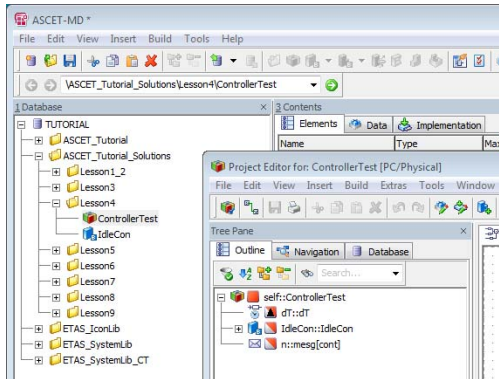 ASCET-MD *
File Edit View Insert Build Tools Help
\ASCET_Tutorial_Solutions\Lesson4\ControllerTest
1 Database
3 Contents
TUTORIAL
ASCET_Tutorial
ASCET_Tutorial_Solutions
Lesson1_2
Lesson3
Lesson4
ControllerTest
IdleCon
Lesson5
Lesson6
Lesson7
Lesson8
Lesson9
ETAS_IconLib
ETAS_SystemLib
ETAS_SystemLib_CT
Elements Data Implementation
Name Type Max
Project Editor for: ControllerTest [PC/Physical]
File Edit View Insert Build Extras Tools Window
Tree Pane
Outline Navigation Database
Search...
self::ControllerTest
dT::dT
IdleCon::IdleCon
n::mesg[cont]